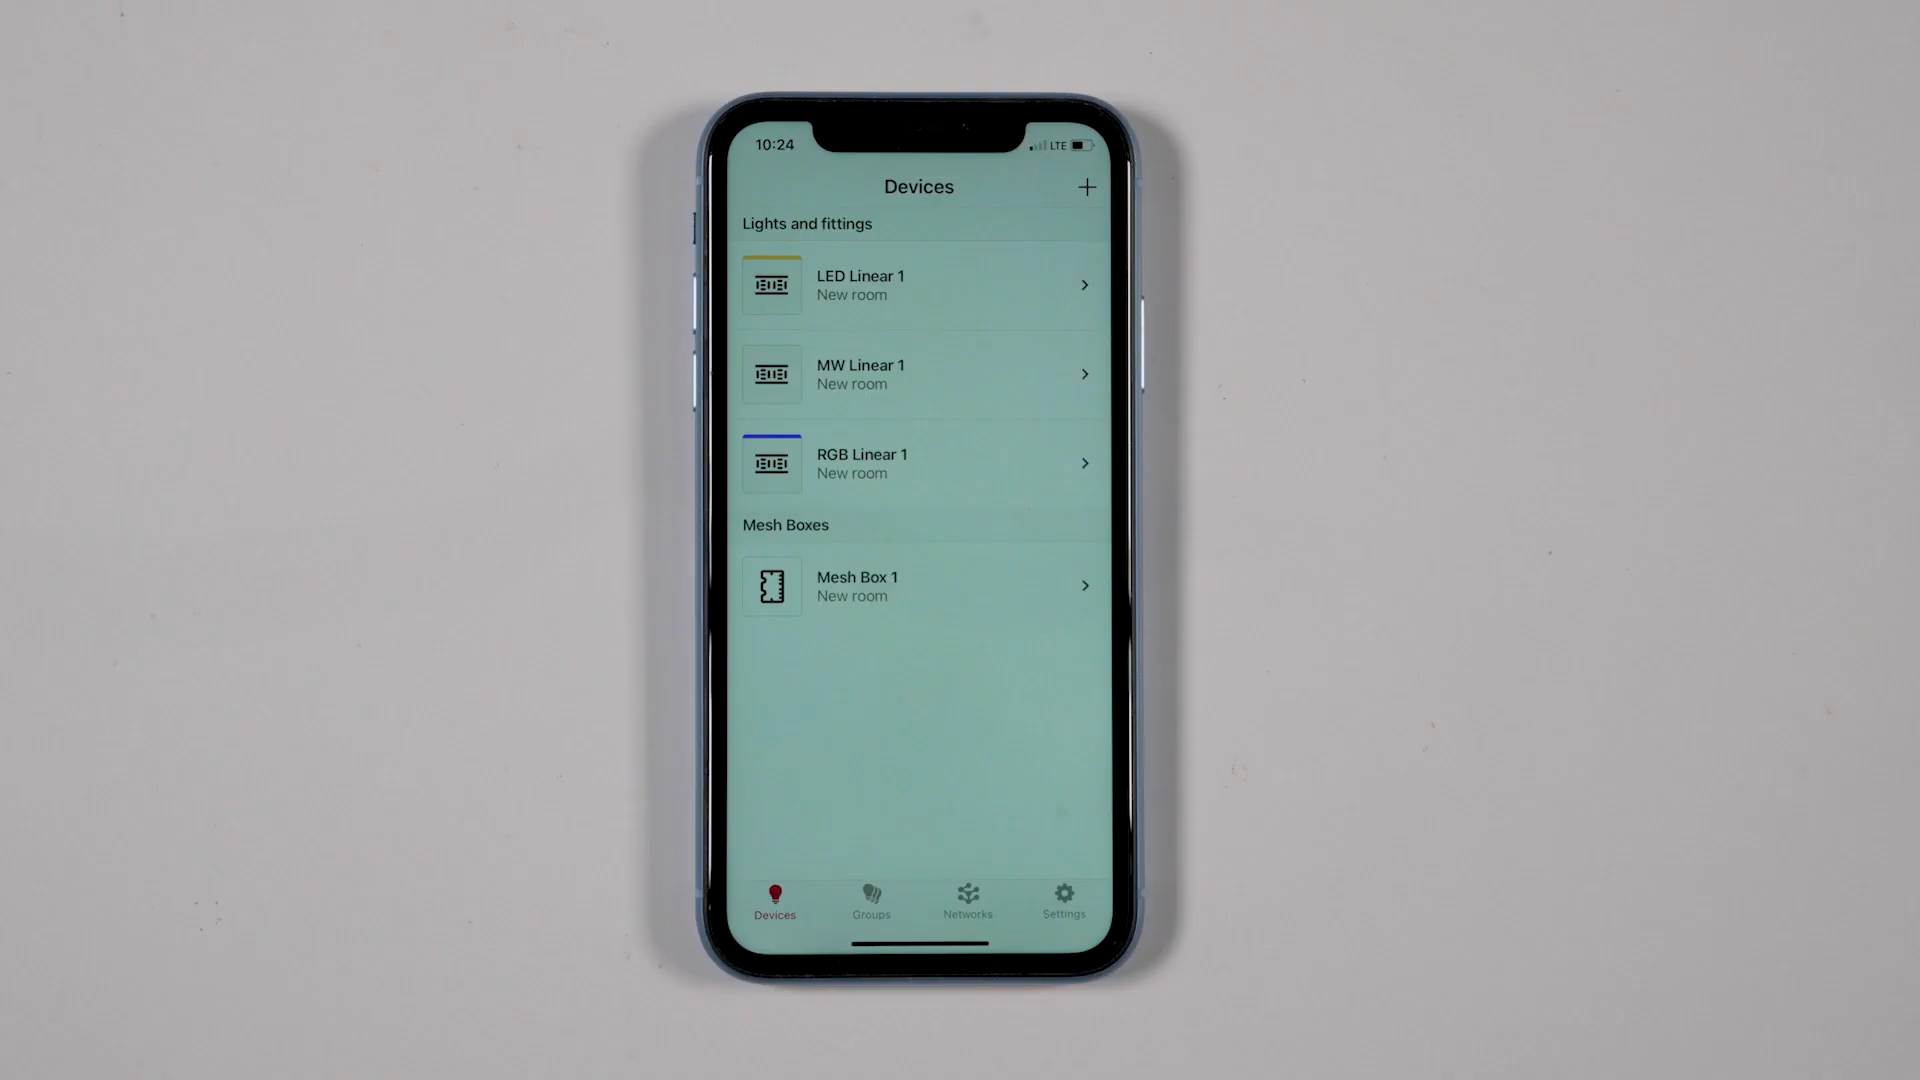 10:24
LTE
Devices
Lights and fittings
LED Linear 1
New room
MW Linear 1
New room
RGB Linear 1
New room
Mesh Boxes
Mesh Box 1
New room
Devices
Groups
Networks
Settings